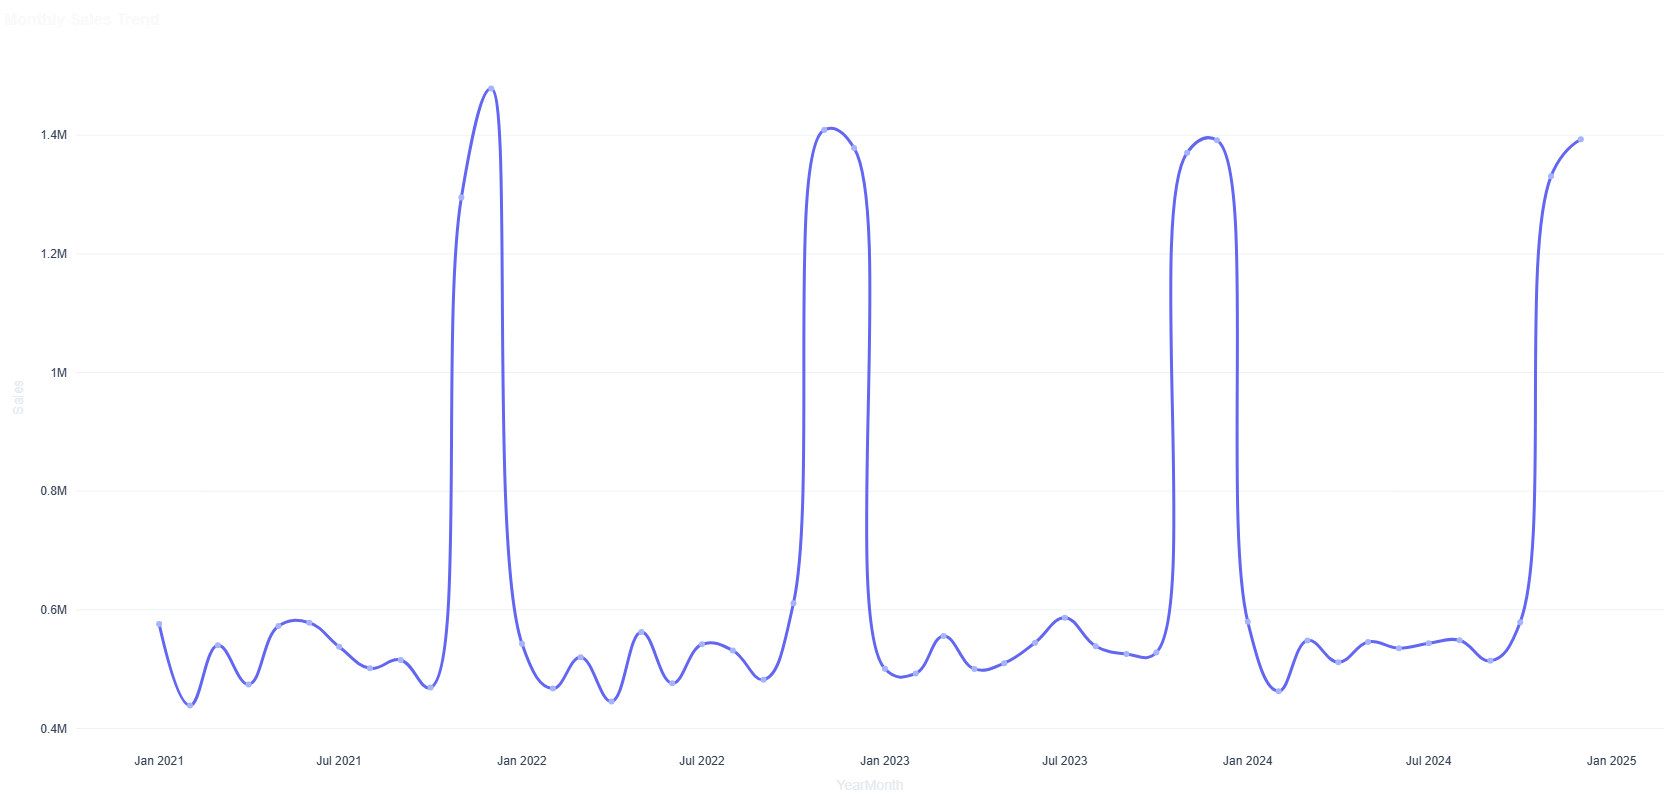 Monthly Sales Trend
1.4M
1.2M
1M
0.8M
0.6M
0.4M
Sales
Jan 2021
Jul 2021
Jan 2022
Jul 2022
Jan 2023
Jul 2023
Jan 2024
Jul 2024
Jan 2025
YearMonth